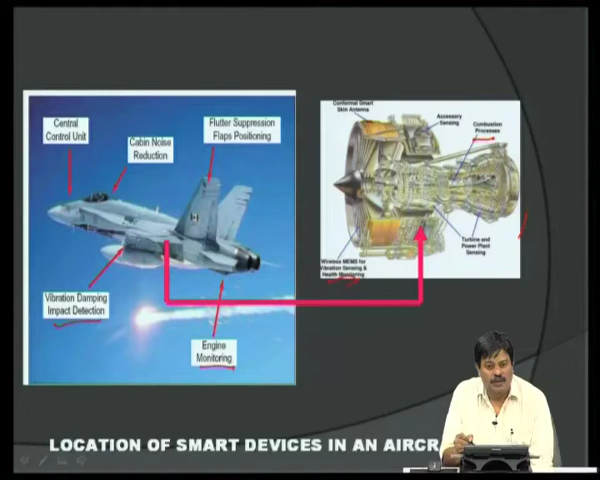 Central
Control Unit
Cabin Noise
Reduction
Flutter Suppression
Flaps Positioning
Vibration Damping
Impact Detection
Engine
Monitoring
Conformal Smart
Skin Antenna
Accessory
Sensing
Combustion
Processes
Turbine and
Power Plant
Sensing
Wireless MEMS for
Vibration Sensing &
Health Monitoring
LOCATION OF SMART DEVICES IN AN AIRCR